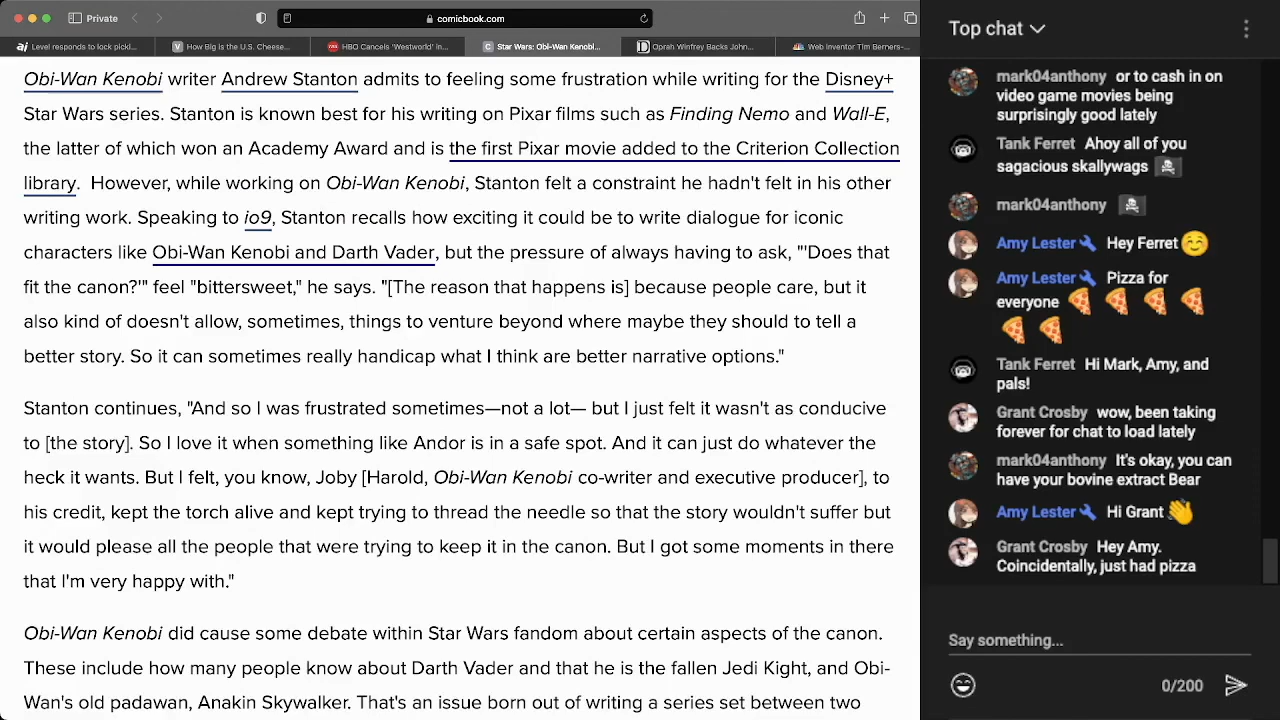 Private
comicbook.com
Level responds to lock pickl...
How Big is the U.S. Cheese...
HBO Cancels 'Westworld' in...
Star Wars: Obi-Wan Kenobi...
Oprah Winfrey Backs John...
Web Inventor Tim Berners-...
Obi-Wan Kenobi writer Andrew Stanton admits to feeling some frustration while writing for the Disney+
Star Wars series. Stanton is known best for his writing on Pixar films such as Finding Nemo and Wall-E,
the latter of which won an Academy Award and is the first Pixar movie added to the Criterion Collection
library.  However, while working on Obi-Wan Kenobi, Stanton felt a constraint he hadn't felt in his other
writing work. Speaking to io9, Stanton recalls how exciting it could be to write dialogue for iconic
characters like Obi-Wan Kenobi and Darth Vader, but the pressure of always having to ask, "'Does that
fit the canon?'" feel "bittersweet," he says. "[The reason that happens is] because people care, but it
also kind of doesn't allow, sometimes, things to venture beyond where maybe they should to tell a
better story. So it can sometimes really handicap what I think are better narrative options."
Stanton continues, "And so I was frustrated sometimes—not a lot— but I just felt it wasn't as conducive
to [the story]. So I love it when something like Andor is in a safe spot. And it can just do whatever the
heck it wants. But I felt, you know, Joby [Harold, Obi-Wan Kenobi co-writer and executive producer], to
his credit, kept the torch alive and kept trying to thread the needle so that the story wouldn't suffer but
it would please all the people that were trying to keep it in the canon. But I got some moments in there
that I'm very happy with."
Obi-Wan Kenobi did cause some debate within Star Wars fandom about certain aspects of the canon.
These include how many people know about Darth Vader and that he is the fallen Jedi Kight, and Obi-
Wan's old padawan, Anakin Skywalker. That's an issue born out of writing a series set between two
Top chat
mark04anthony or to cash in on
video game movies being
surprisingly good lately
Tank Ferret Ahoy all of you
sagacious skallywags
mark04anthony
Amy Lester Hey Ferret
Amy Lester Pizza for
everyone
Tank Ferret Hi Mark, Amy, and
pals!
Grant Crosby wow, been taking
forever for chat to load lately
mark04anthony It's okay, you can
have your bovine extract Bear
Amy Lester Hi Grant
Grant Crosby Hey Amy.
Coincidentally, just had pizza
Say something...
0/200